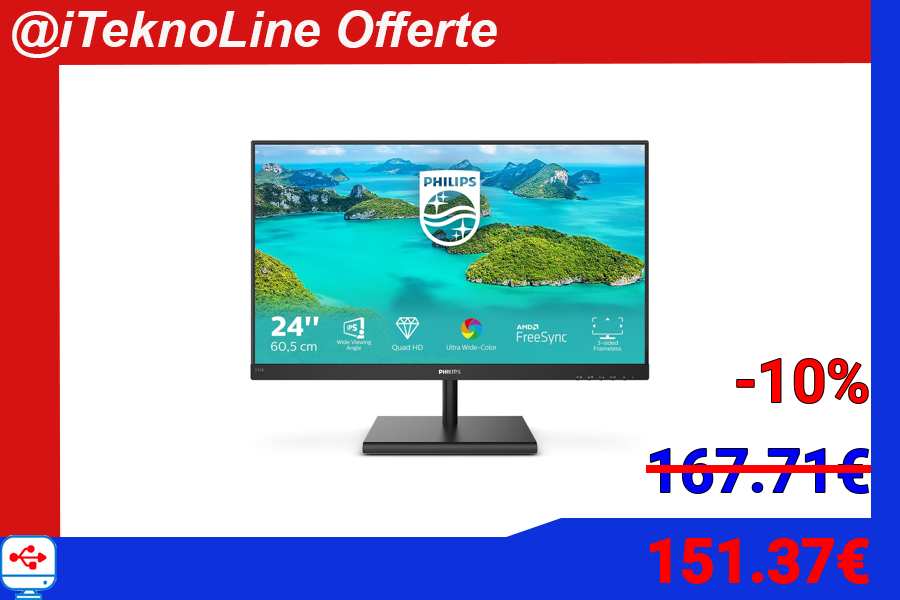 @iTeknoLine Offerte
PHILIPS
24" 
60,5 cm
iPS
Wide Viewing
Angle
Quad HD
Ultra Wide-Color
AMD
FreeSync
3-sided
Frameless
PHILIPS
-10%
167.71€
151.37€